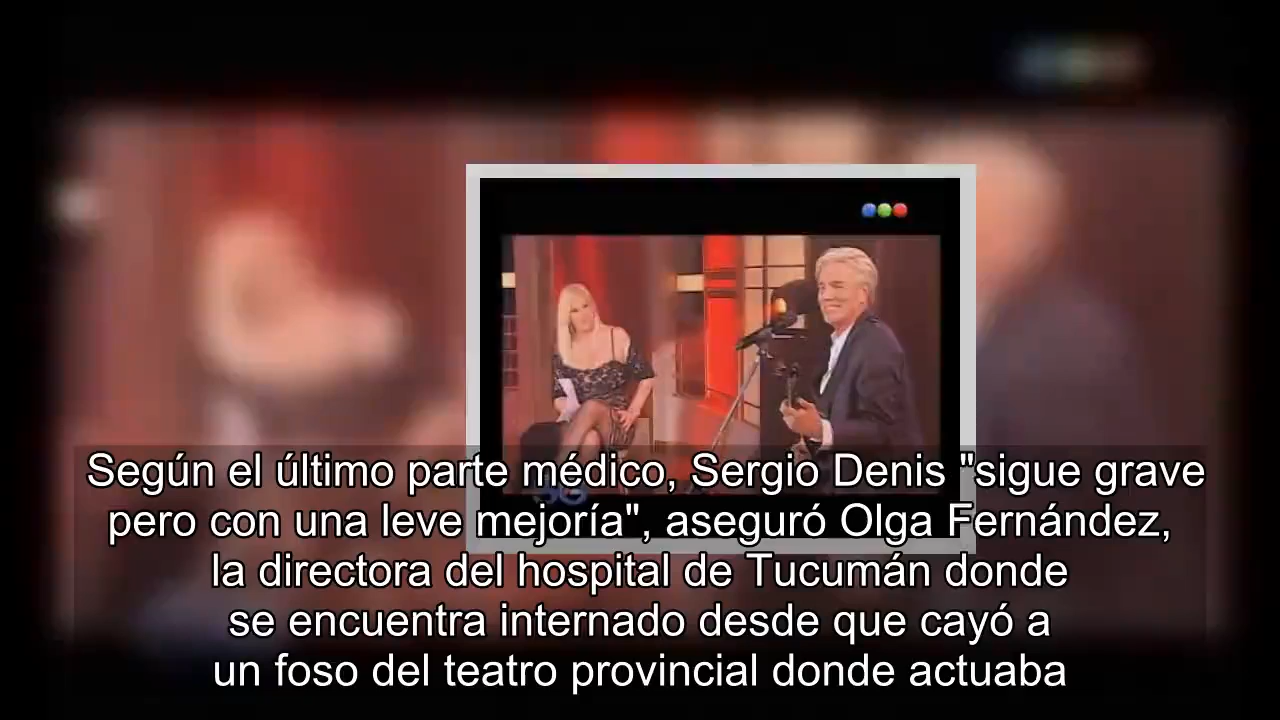 Según el último parte médico, Sergio Denis "sigue grave
pero con una leve mejoría", aseguró Olga Fernández,
la directora del hospital de Tucumán donde
se encuentra internado desde que cayó a
un foso del teatro provincial donde actuaba